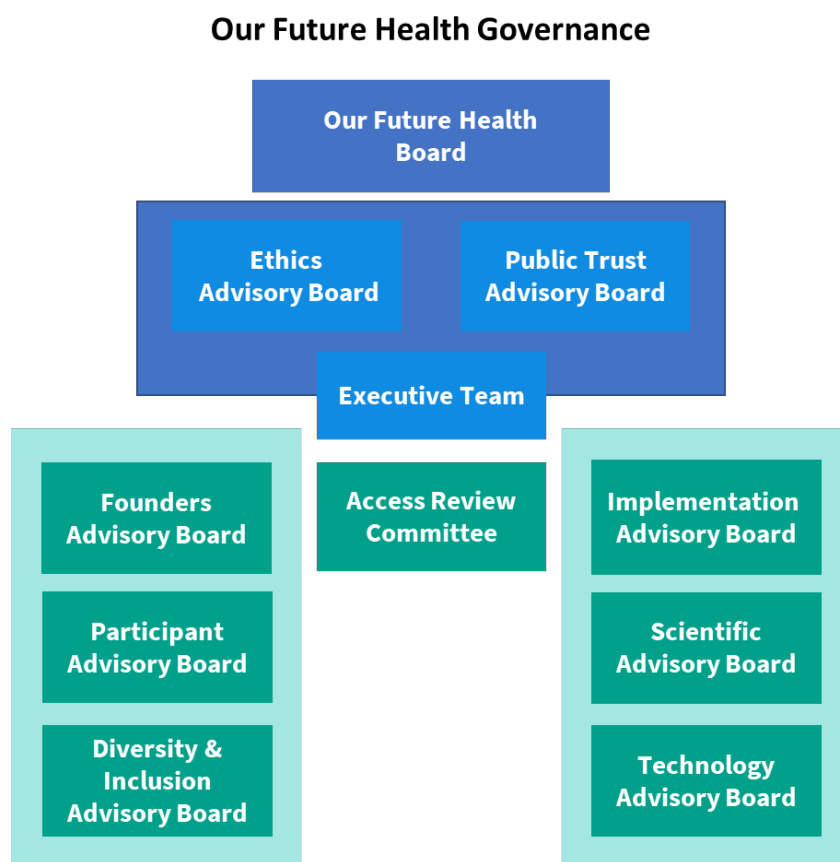 Our Future Health Governance
Our Future Health
Board
Ethics
Advisory Board
Public Trust
Advisory Board
Executive Team
Founders
Advisory Board
Access Review
Committee
Implementation
Advisory Board
Participant
Advisory Board
Scientific
Advisory Board
Diversity &
Inclusion
Advisory Board
Technology
Advisory Board